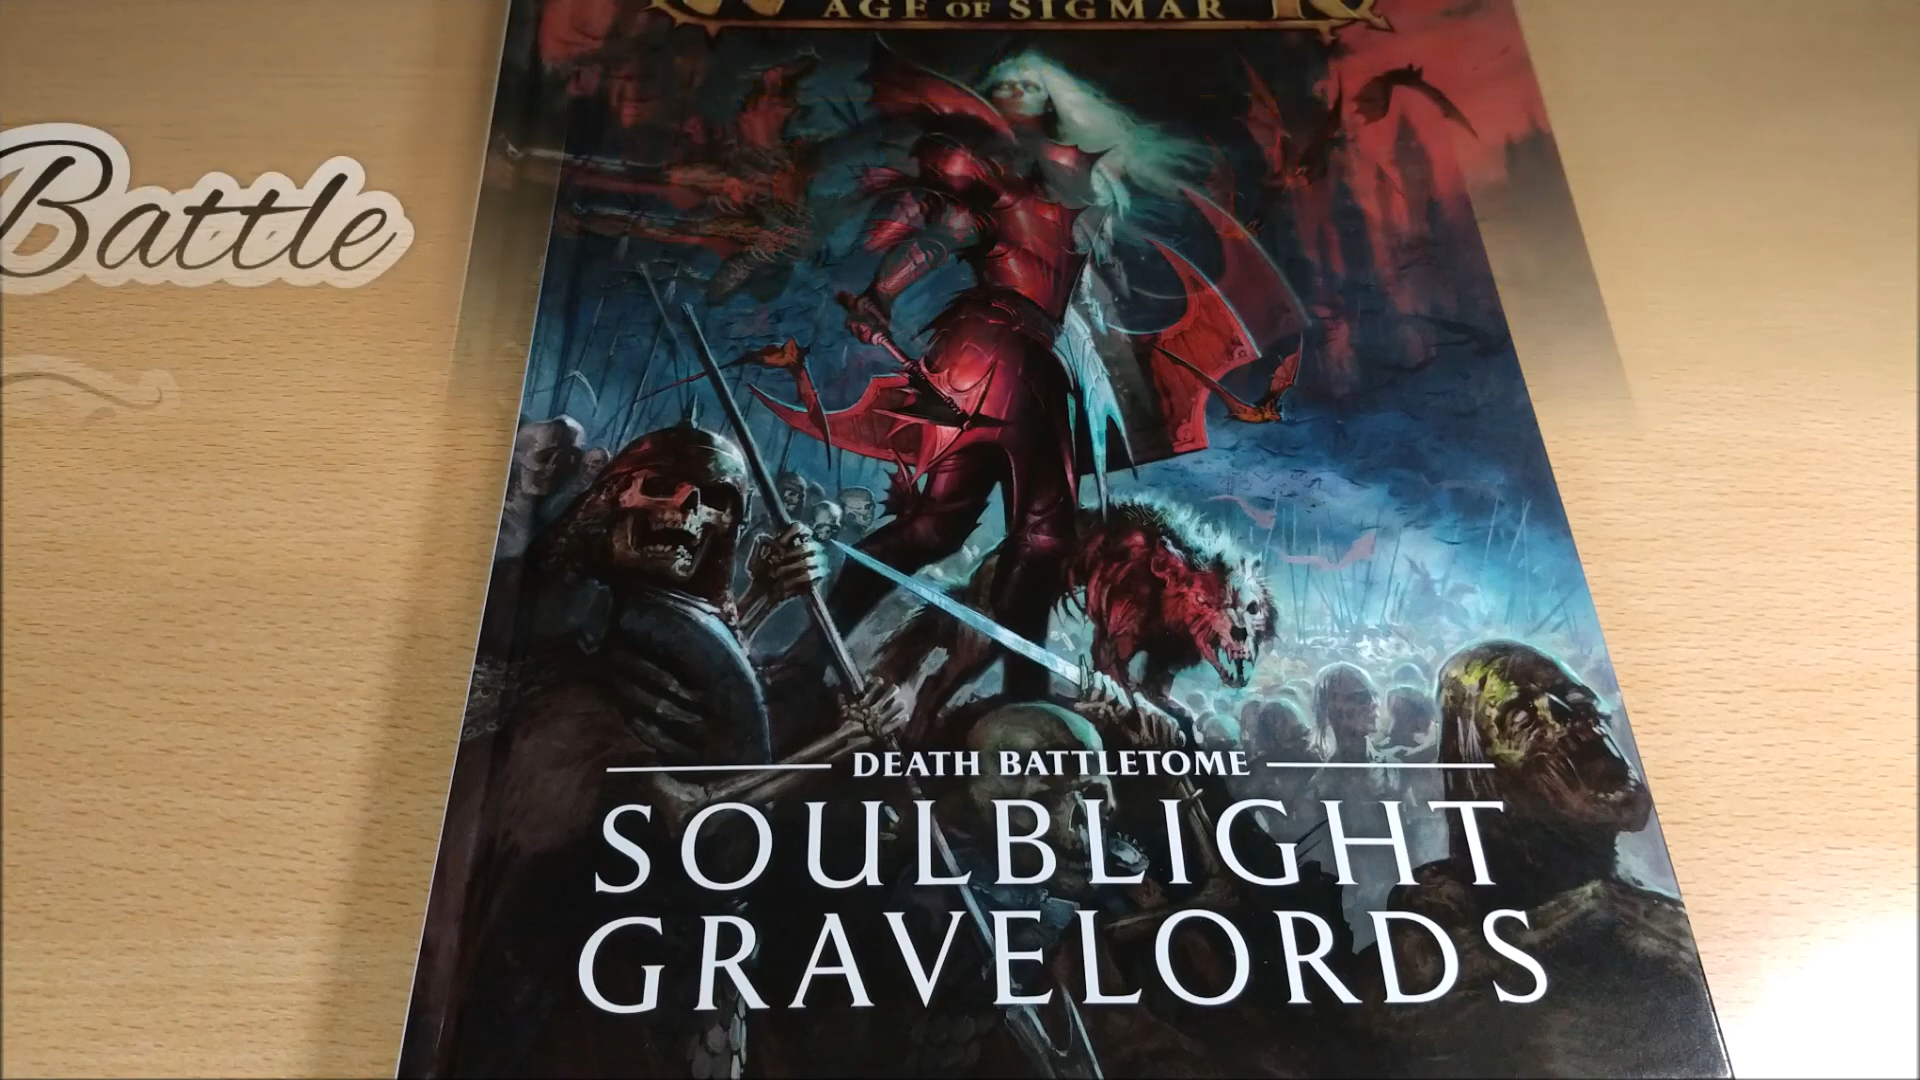 AGE OF SIGMAR
Battle
DEATH BATTLETOME
SOULBLIGHT
GRAVELORDS